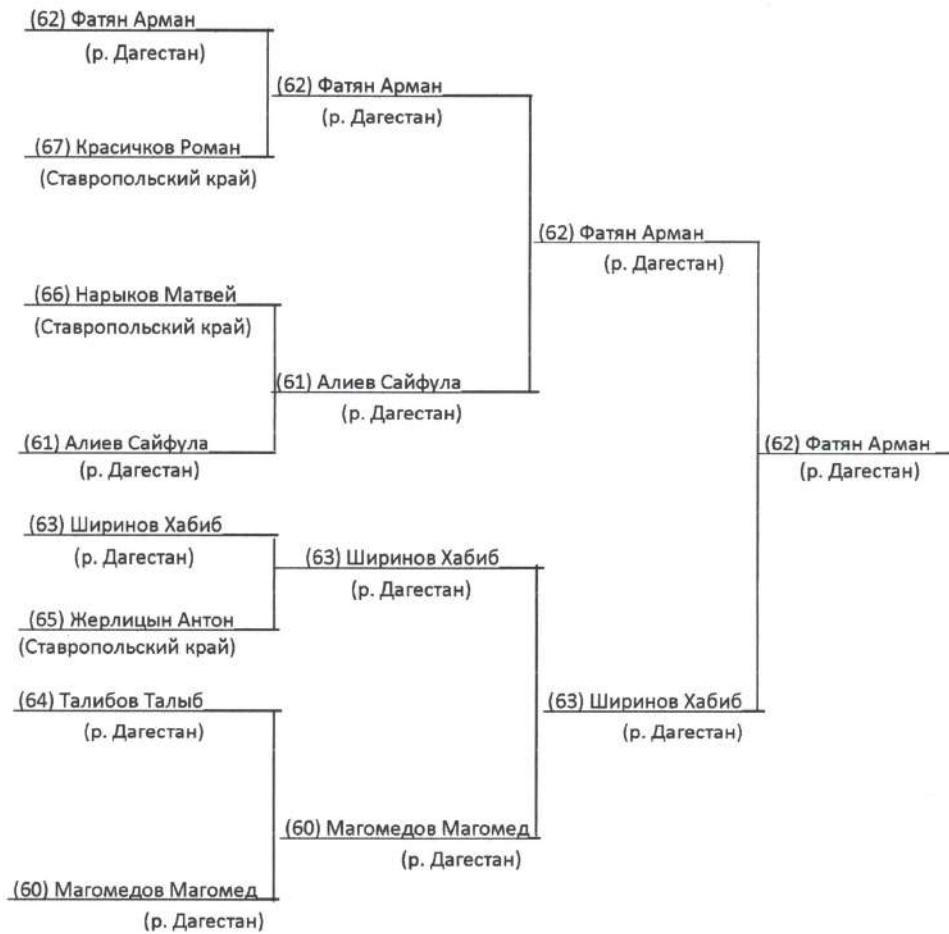 (62) Фатян Арман
(р. Дагестан)
(62) Фатян Арман
(р. Дагестан)
(67) Красичков Роман
(Ставропольский край)
(62) Фатян Арман
(р. Дагестан)
(66) Нарыков Матвей
(Ставропольский край)
(61) Алиев Сайфула
(р. Дагестан)
(61) Алиев Сайфула
(р. Дагестан)
(62) Фатян Арман
(р. Дагестан)
(63) Ширинов Хабиб
(р. Дагестан)
(63) Ширинов Хабиб
(р. Дагестан)
(65) Жерлицын Антон
(Ставропольский край)
(64) Талибов Талыб
(р. Дагестан)
(63) Ширинов Хабиб
(р. Дагестан)
(60) Магомедов Магомед
(р. Дагестан)
(60) Магомедов Магомед
(р. Дагестан)